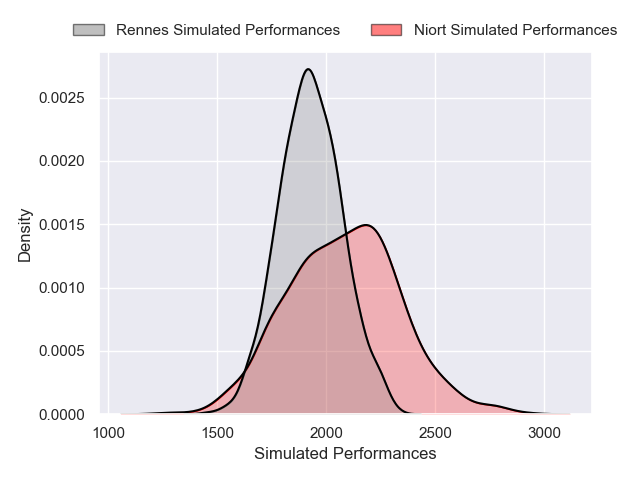 Rennes Simulated Performances
Niort Simulated Performances
0.0025
0.0020
0.0015
0.0010
0.0005
0.0000
Density
1000
1500
2000
2500
3000
Simulated Performances